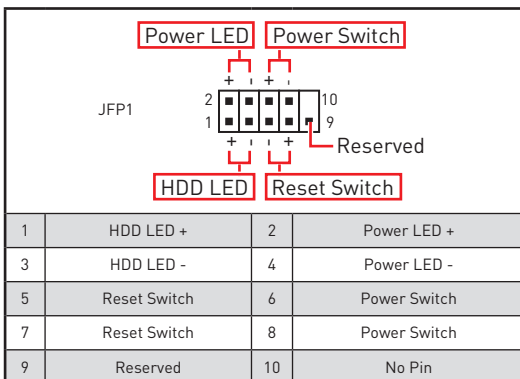 Power LED Power Switch
+ - + -
2 10
JFP1
1 9
+ - - +
Reserved
HDD LED Reset Switch
1 HDD LED + 2 Power LED +
3 HDD LED - 4 Power LED -
5 Reset Switch 6 Power Switch
7 Reset Switch 8 Power Switch
9 Reserved 10 No Pin